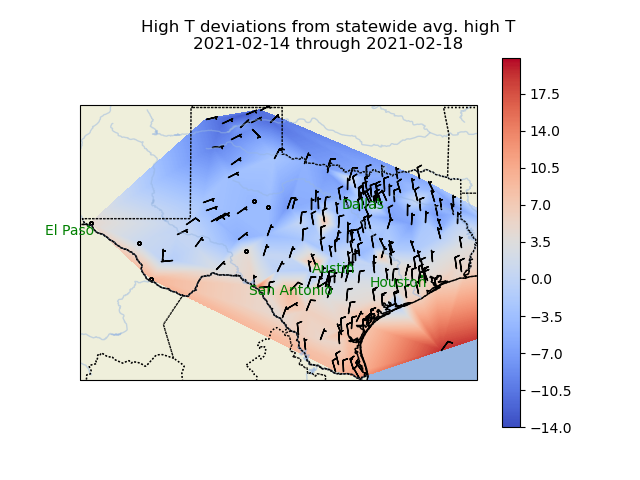 High T deviations from statewide avg. high T
2021-02-14 through 2021-02-18
17.5
14.0
10.5
7.0
3.5
0.0
−3.5
−7.0
−10.5
−14.0
Dallas
El Paso
Austin
San Antonio
Houston